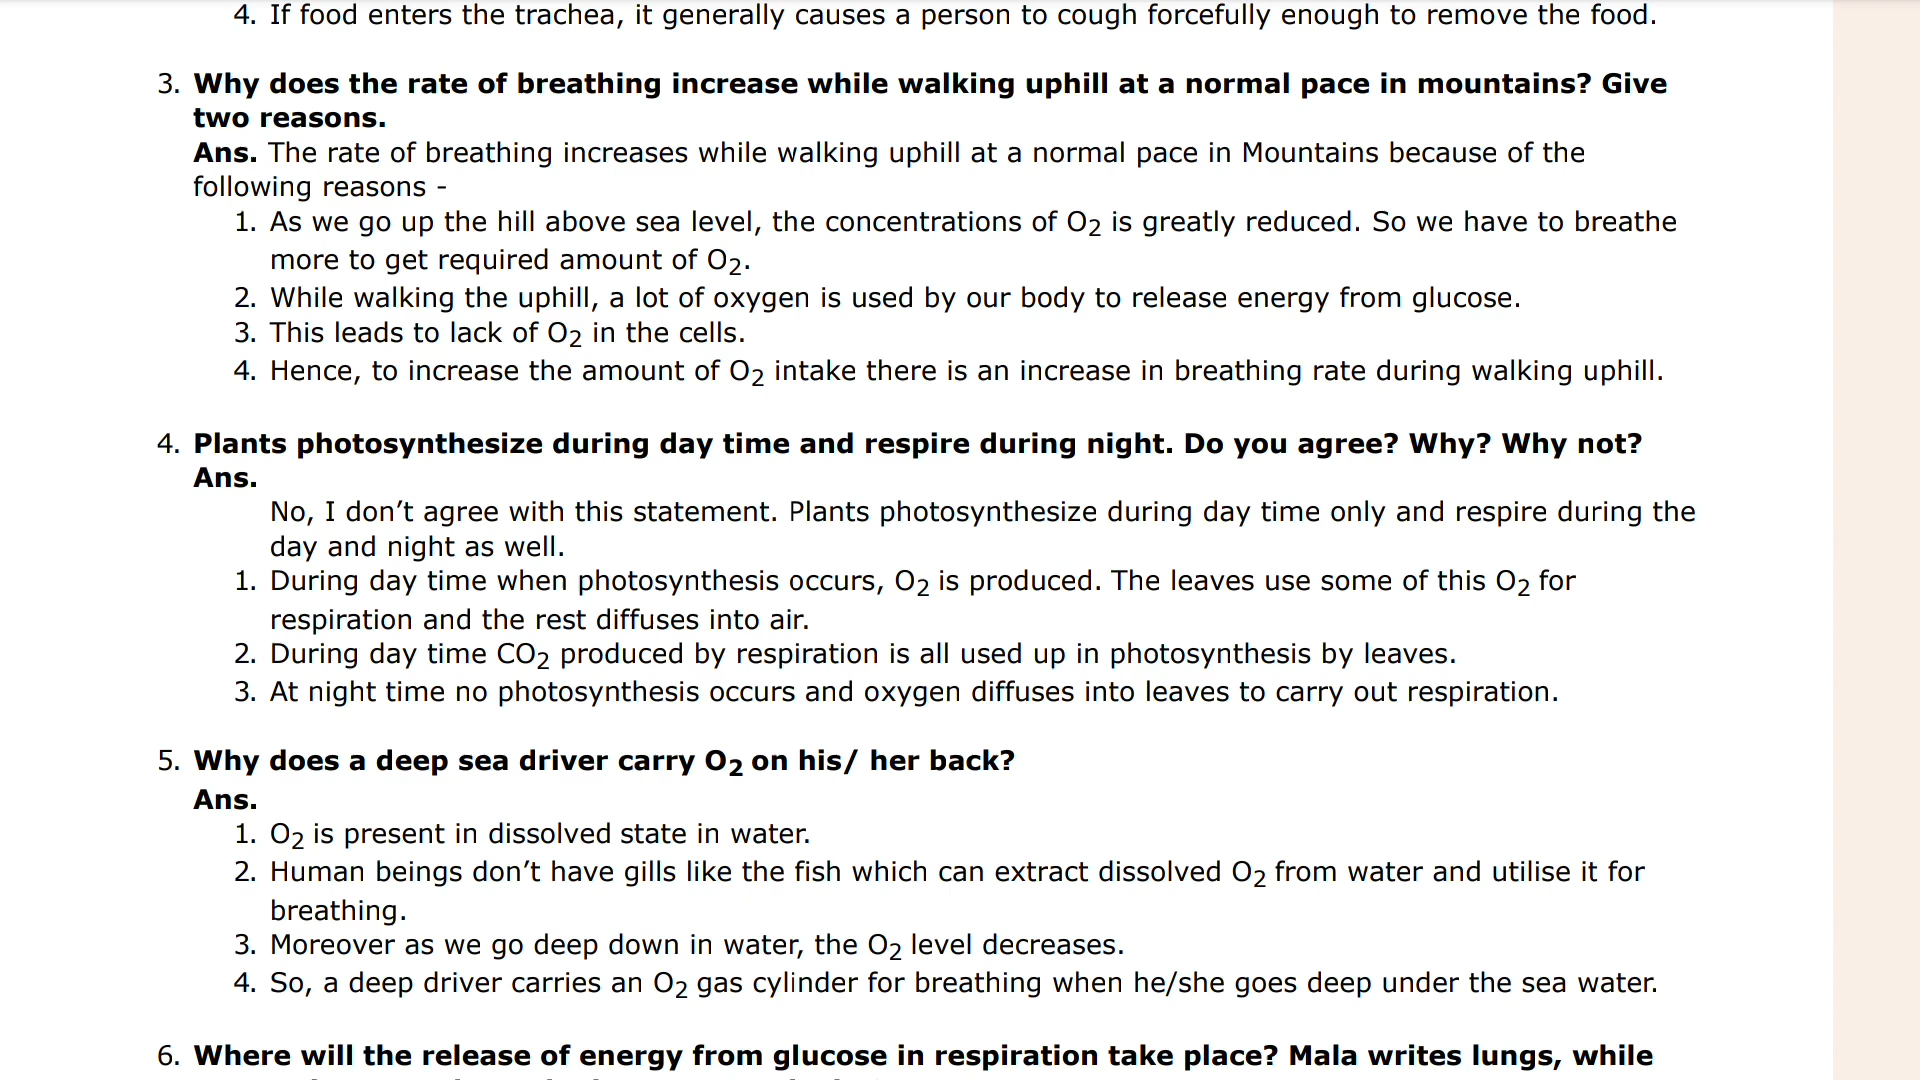 4. If food enters the trachea, it generally causes a person to cough forcefully enough to remove the food.
3. Why does the rate of breathing increase while walking uphill at a normal pace in mountains? Give
two reasons.
Ans. The rate of breathing increases while walking uphill at a normal pace in Mountains because of the
following reasons -
1. As we go up the hill above sea level, the concentrations of O2 is greatly reduced. So we have to breathe
more to get required amount of O2.
2. While walking the uphill, a lot of oxygen is used by our body to release energy from glucose.
3. This leads to lack of O2 in the cells.
4. Hence, to increase the amount of O2 intake there is an increase in breathing rate during walking uphill.
4. Plants photosynthesize during day time and respire during night. Do you agree? Why? Why not?
Ans.
No, I don’t agree with this statement. Plants photosynthesize during day time only and respire during the
day and night as well.
1. During day time when photosynthesis occurs, O2 is produced. The leaves use some of this O2 for
respiration and the rest diffuses into air.
2. During day time CO2 produced by respiration is all used up in photosynthesis by leaves.
3. At night time no photosynthesis occurs and oxygen diffuses into leaves to carry out respiration.
5. Why does a deep sea driver carry O2 on his/ her back?
Ans.
1. O2 is present in dissolved state in water.
2. Human beings don’t have gills like the fish which can extract dissolved O2 from water and utilise it for
breathing.
3. Moreover as we go deep down in water, the O2 level decreases.
4. So, a deep driver carries an O2 gas cylinder for breathing when he/she goes deep under the sea water.
6. Where will the release of energy from glucose in respiration take place? Mala writes lungs, while